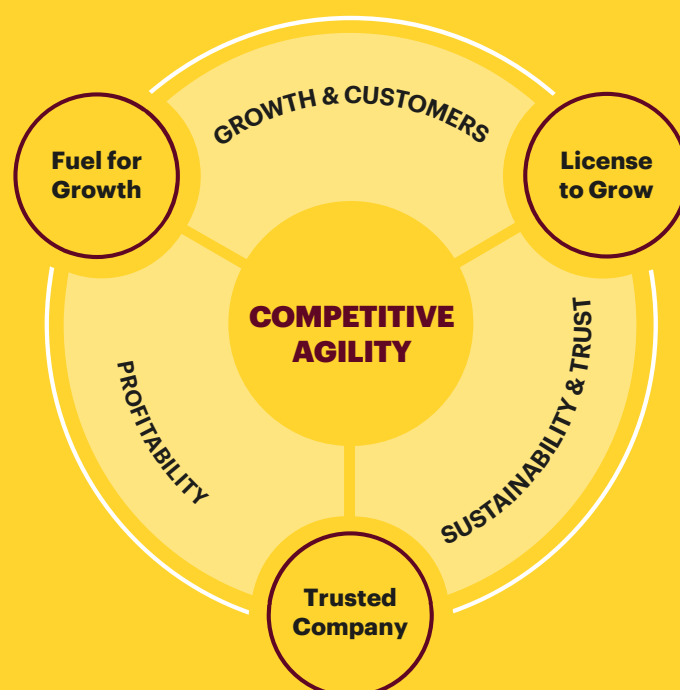 GROWTH & CUSTOMERS
Fuel for
Growth
License
to Grow
COMPETITIVE
AGILITY
PROFITABILITY
SUSTAINABILITY & TRUST
Trusted
Company